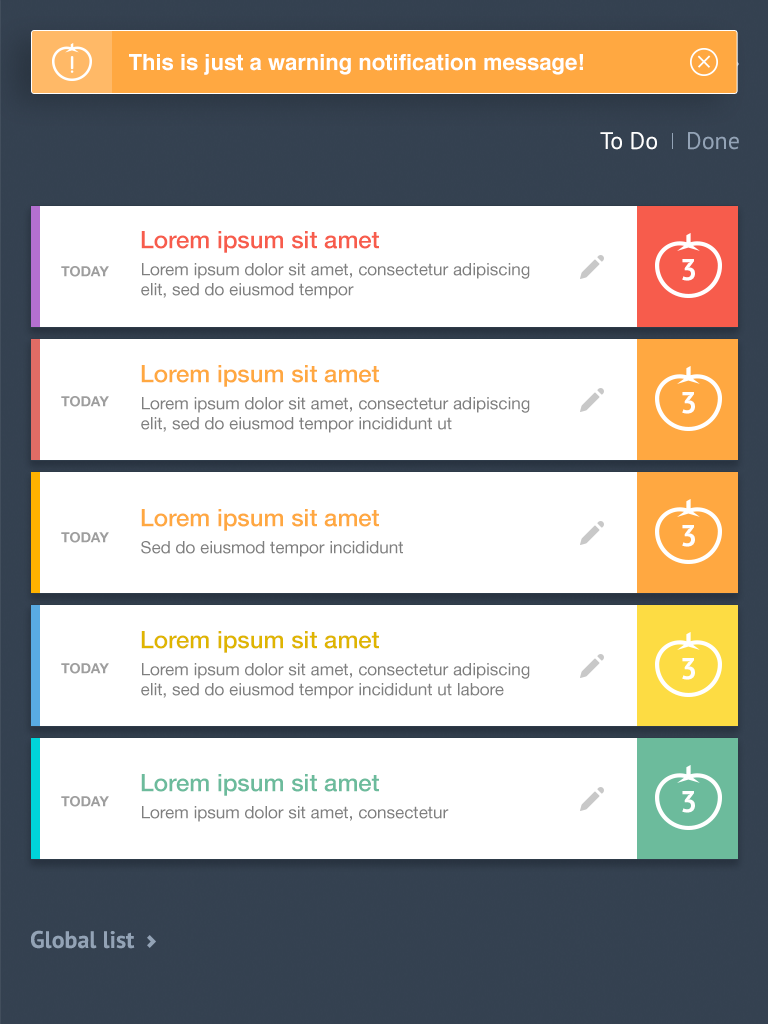 ! This is just a warning notification message!
To Do | Done
Lorem ipsum sit amet
TODAY
Lorem ipsum dolor sit amet, consectetur adipiscing
elit, sed do eiusmod tempor
3
Lorem ipsum sit amet
TODAY
Lorem ipsum dolor sit amet, consectetur adipiscing
elit, sed do eiusmod tempor incididunt ut
3
Lorem ipsum sit amet
TODAY
Sed do eiusmod tempor incididunt
3
Lorem ipsum sit amet
TODAY
Lorem ipsum dolor sit amet, consectetur adipiscing
elit, sed do eiusmod tempor incididunt ut labore
3
Lorem ipsum sit amet
TODAY
Lorem ipsum dolor sit amet, consectetur
3
Global list